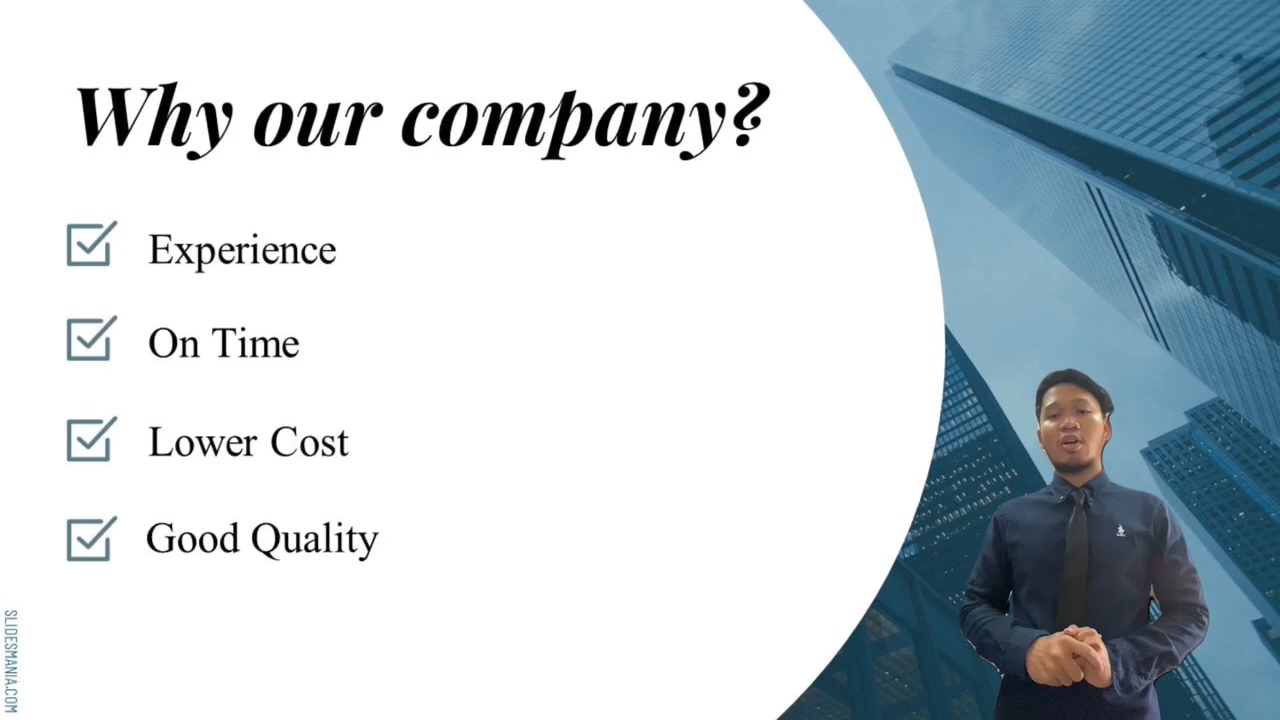 Why our company?
Experience
On Time
Lower Cost
Good Quality
SLIDESMANIA.COM